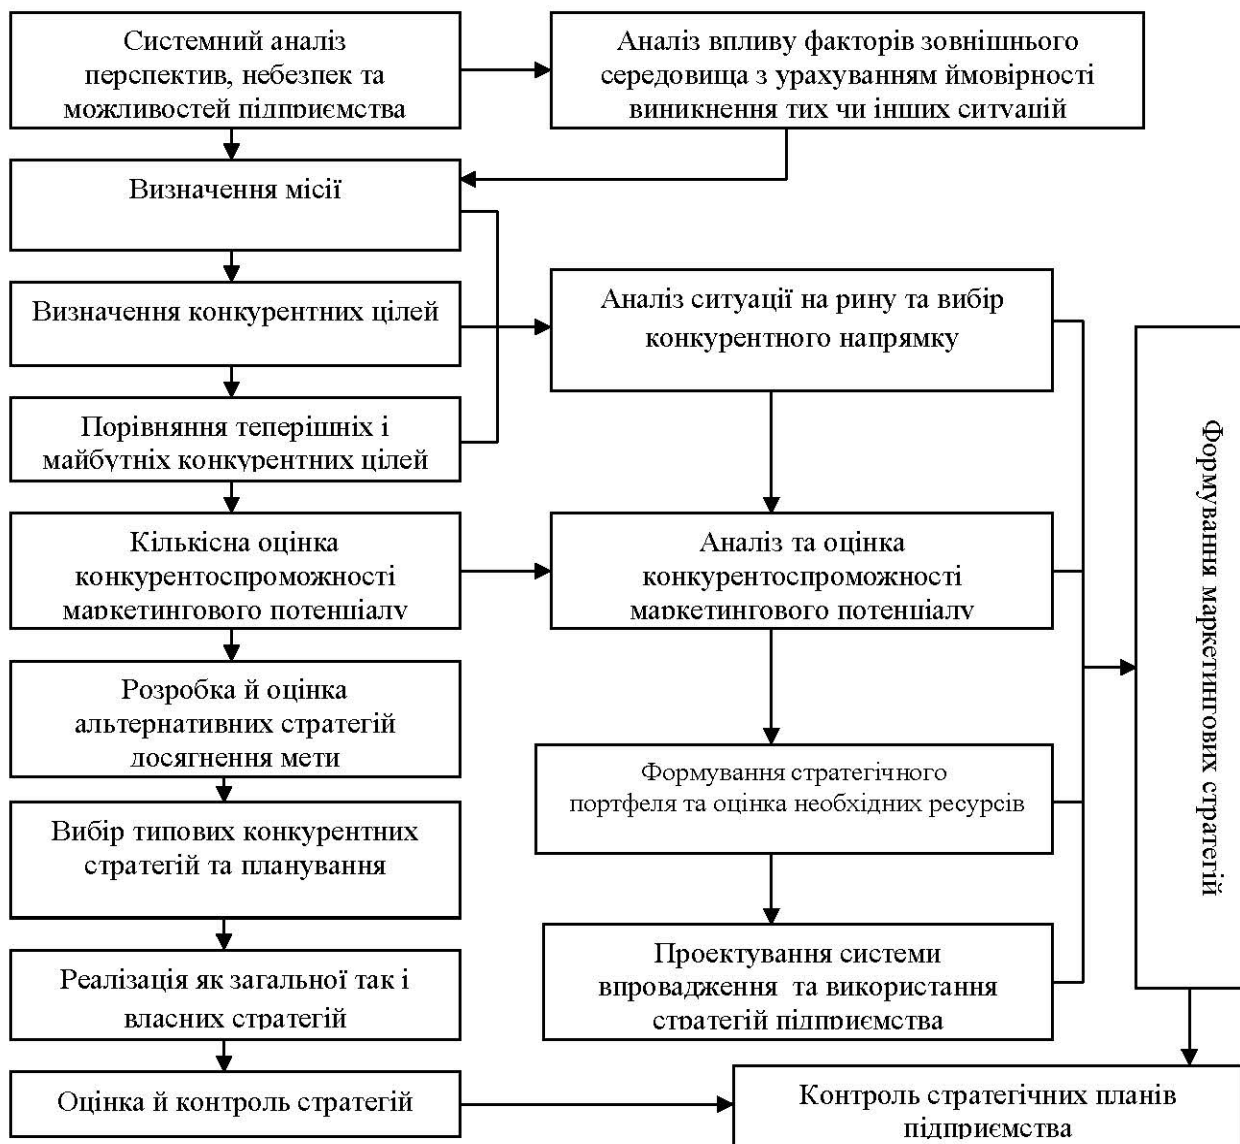 Системний аналіз
перспектив, небезпек та
можливостей підприємства
Аналіз впливу факторів зовнішнього
середовища з урахуванням ймовірності
виникнення тих чи інших ситуацій
Визначення місії
Визначення конкурентних цілей
Аналіз ситуації на рину та вибір
конкурентного напрямку
Порівняння теперішніх і
майбутніх конкурентних цілей
Кількісна оцінка
конкурентоспроможності
маркетингового потенціалу
Аналіз та оцінка
конкурентоспроможності
маркетингового потенціалу
Розробка й оцінка
альтернативних стратегій
досягнення мети
Формування стратегічного
портфеля та оцінка необхідних ресурсів
Вибір типових конкурентних
стратегій та планування
Проектування системи
впровадження та використання
стратегій підприємства
Реалізація як загальної так і
власних стратегій
Формування маркетингових стратегій
Оцінка й контроль стратегій
Контроль стратегічних планів
підприємства